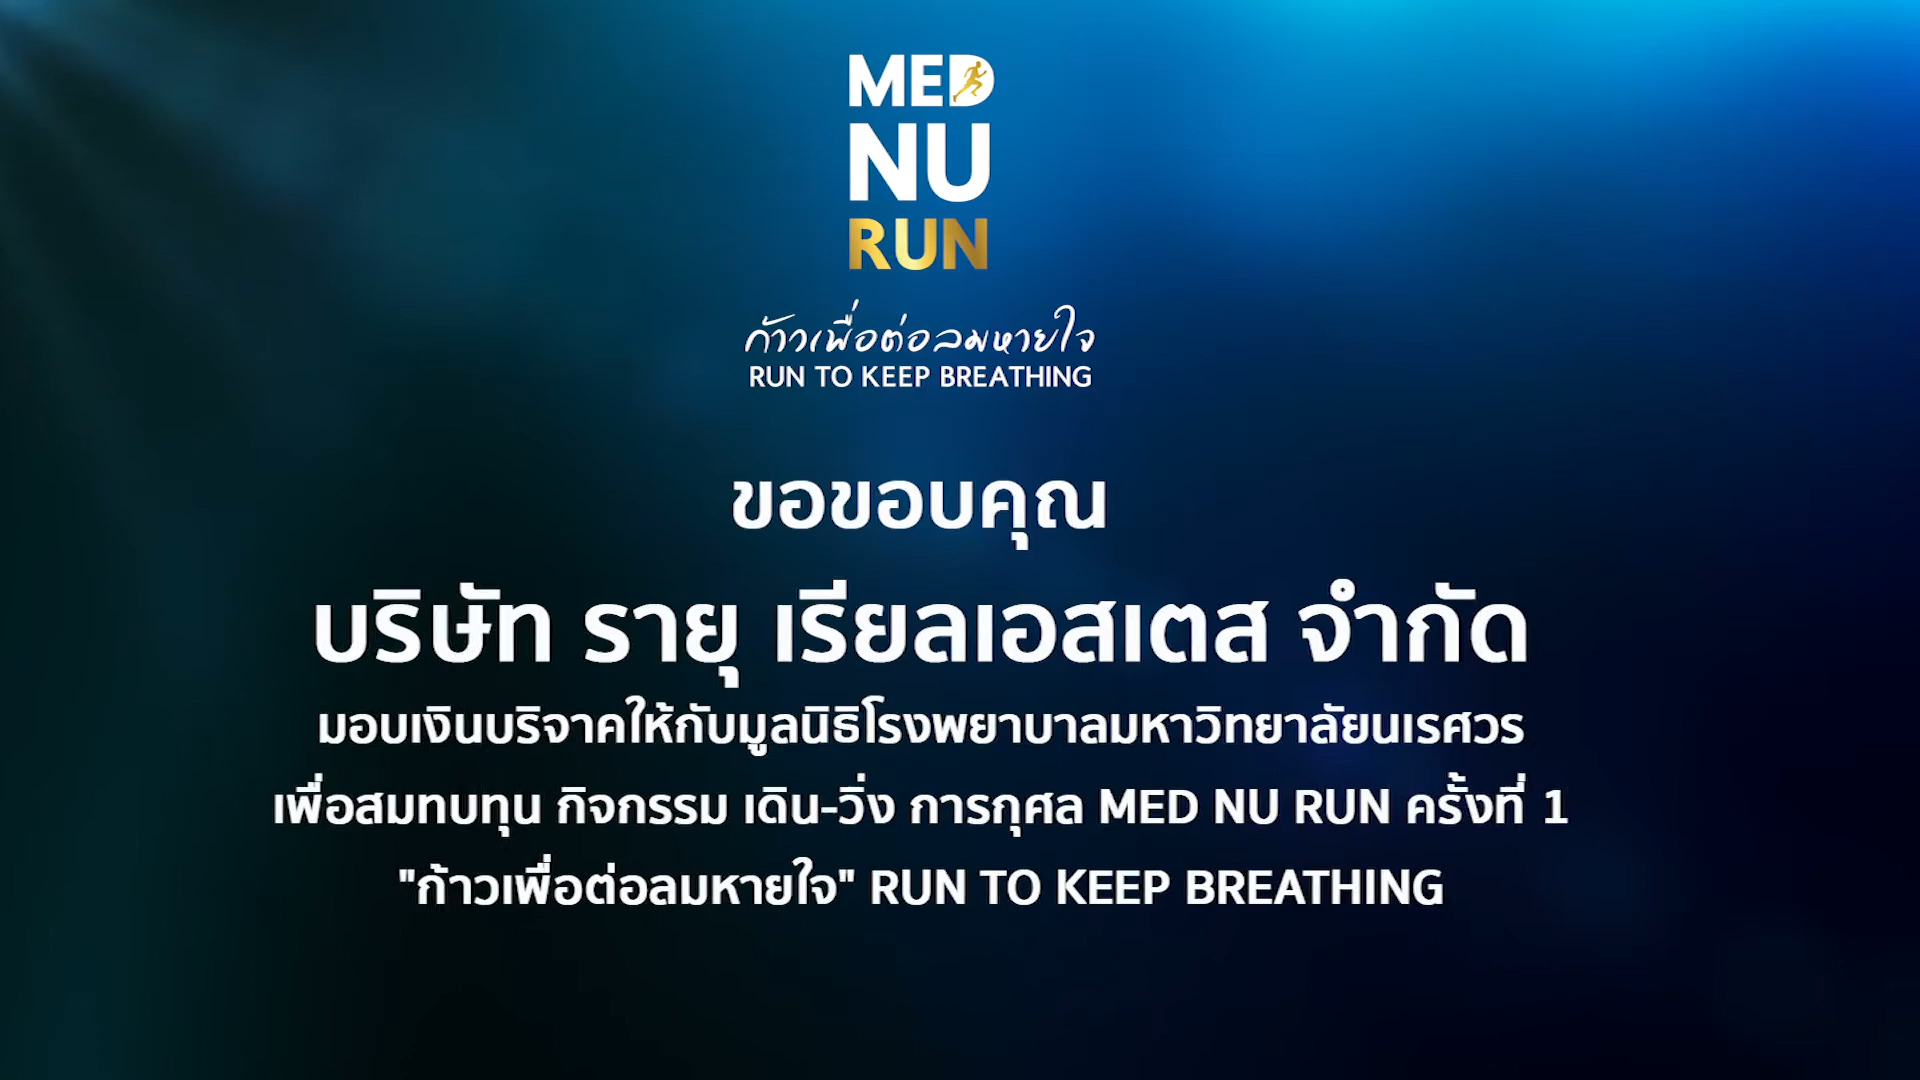 MED
NU
RUN
ก้าวเพื่อต่อลมหายใจ
RUN TO KEEP BREATHING
ขอขอบคุณ
บริษัท รายุ เรียลเอสเตส จำกัด
มอบเงินบริจาคให้กับมูลนิธิโรงพยาบาลมหาวิทยาลัยนเรศวร
เพื่อสมทบทุน กิจกรรม เดิน-วิ่ง การกุศล MED NU RUN ครั้งที่ 1
"ก้าวเพื่อต่อลมหายใจ" RUN TO KEEP BREATHING